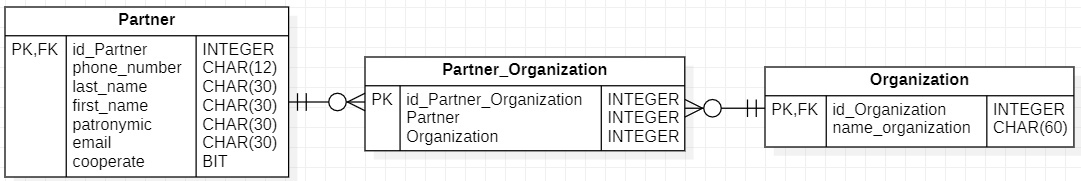 Partner
PK,FK id_Partner INTEGER
phone_number CHAR(12)
last_name CHAR(30)
first_name CHAR(30)
patronymic CHAR(30)
email CHAR(30)
cooperate BIT
Partner_Organization
PK id_Partner_Organization INTEGER
Partner INTEGER
Organization INTEGER
Organization
PK,FK id_Organization INTEGER
name_organization CHAR(60)